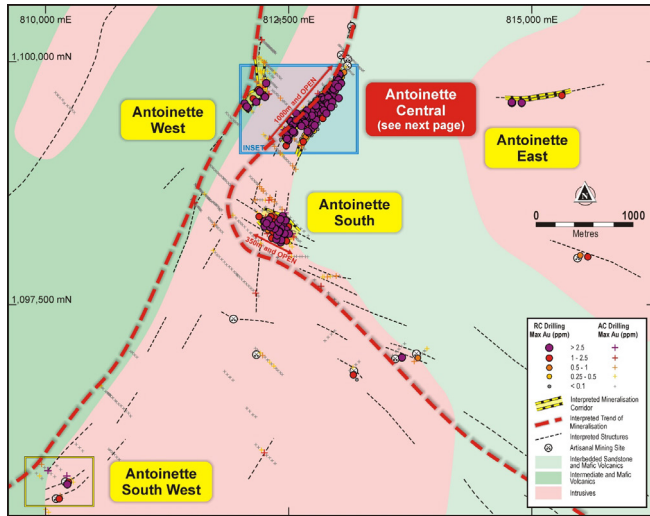 810,000 mE
812,500 mE
815,000 mE
1,100,000 mN
1,097,500 mN
Antoinette
West
1000m and OPEN
INSET
Antoinette
Central
(see next page)
Antoinette
East
Antoinette
South
350m and OPEN
0
1000
Metres
Antoinette
South West
RC Drilling
Max Au (ppm)
AC Drilling
Max Au (ppm)
> 2.5
1 - 2.5
0.5 - 1
0.25 - 0.5
< 0.1
Interpreted Mineralisation
Corridor
Interpreted Trend of
Mineralisation
Interpreted Structures
Artisanal Mining Site
Interbedded Sandstone
and Mafic Volcanics
Intermediate and Mafic
Volcanics
Intrusives